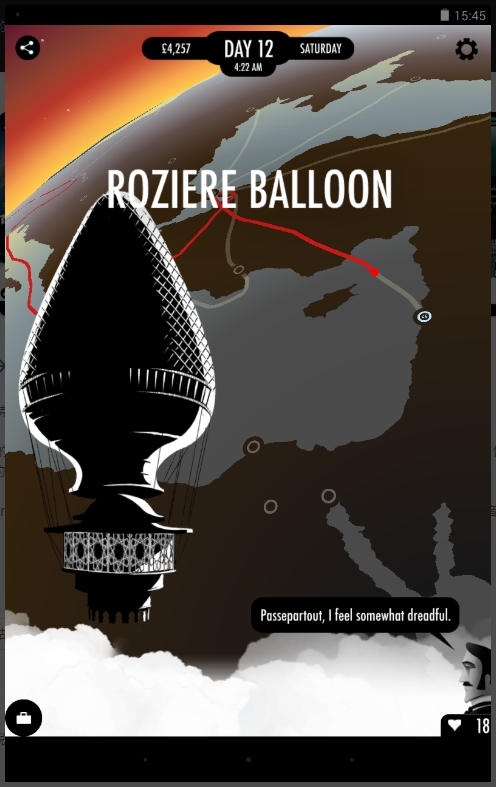 15:45
£4,257
DAY 12
SATURDAY
4:22 AM
ROZIERE BALLOON
Passepartout, I feel somewhat dreadful.
18